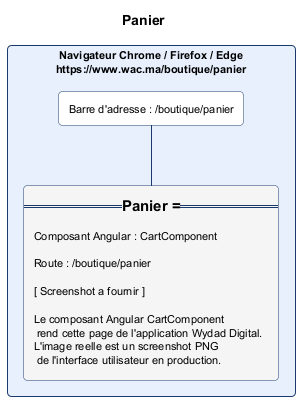 Panier
Navigateur Chrome / Firefox / Edge
https://www.wac.ma/boutique/panier
Barre d'adresse : /boutique/panier
Panier =
Composant Angular : CartComponent
Route : /boutique/panier
[ Screenshot a fournir ]
Le composant Angular CartComponent
rend cette page de l'application Wydad Digital.
L'image reelle est un screenshot PNG
de l'interface utilisateur en production.